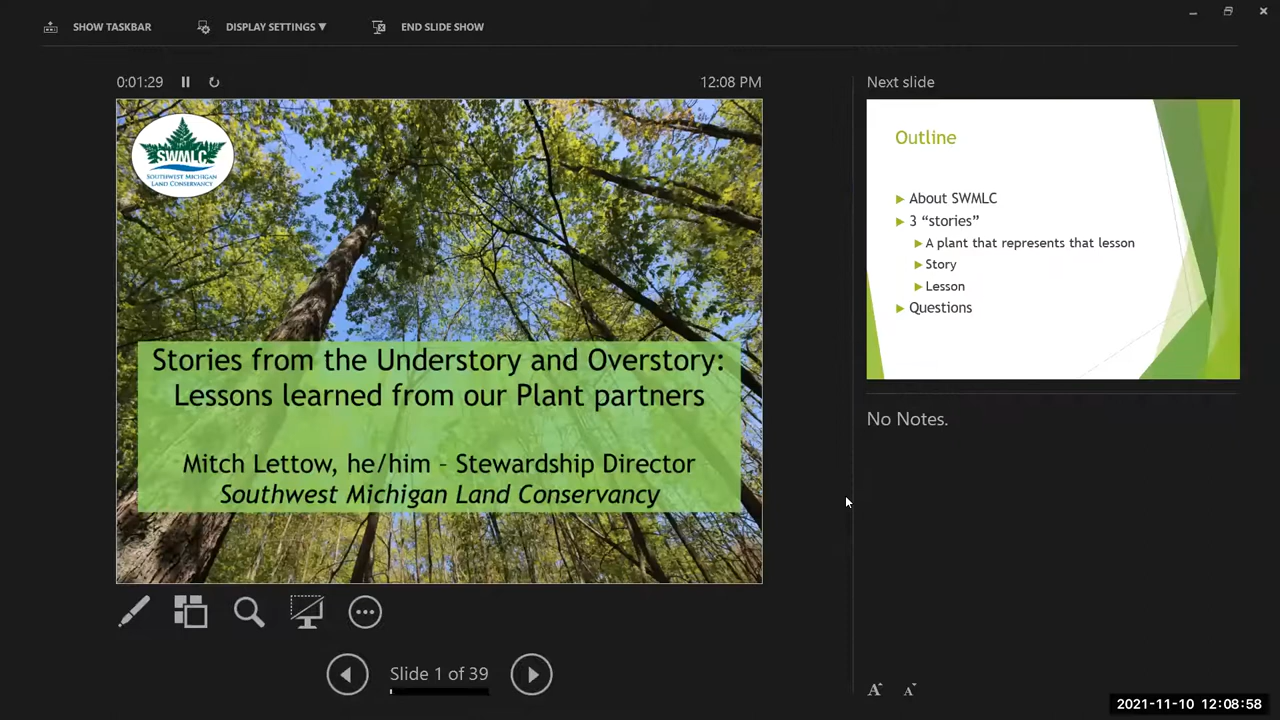 SHOW TASKBAR
DISPLAY SETTINGS ▼
END SLIDE SHOW
0:01:29
12:08 PM
SWMLC
SOUTHWEST MICHIGAN
LAND CONSERVANCY
Stories from the Understory and Overstory:
Lessons learned from our Plant partners
Mitch Lettow, he/him – Stewardship Director
Southwest Michigan Land Conservancy
Slide 1 of 39
Next slide
Outline
About SWMLC
3 “stories”
A plant that represents that lesson
Story
Lesson
Questions
No Notes.
A A
2021-11-10 12:08:58